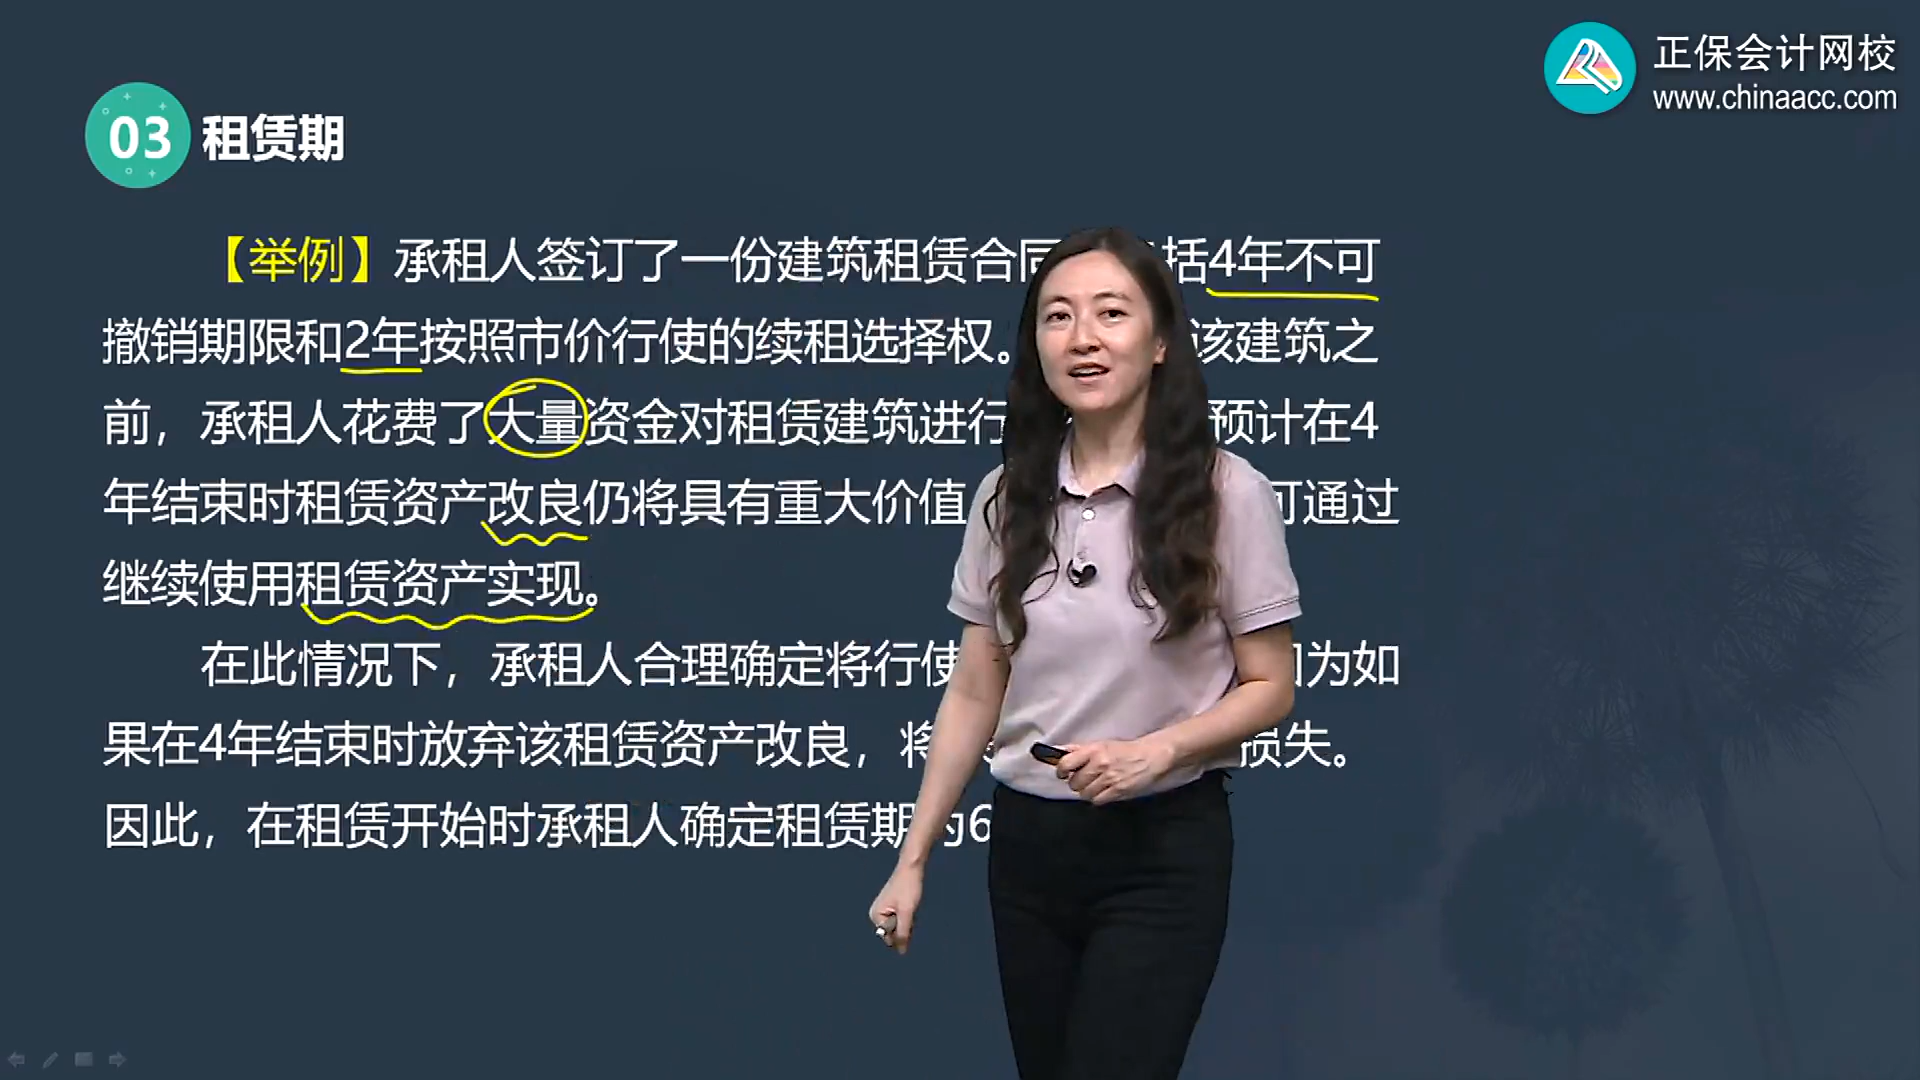 正保会计网校
www.chinaacc.com
03 租赁期
【举例】承租人签订了一份建筑租赁合同 括4年不可
撤销期限和2年按照市价行使的续租选择权。 该建筑之
前，承租人花费了大量资金对租赁建筑进行 预计在4
年结束时租赁资产改良仍将具有重大价值 可通过
继续使用租赁资产实现。
在此情况下，承租人合理确定将行使 因为如
果在4年结束时放弃该租赁资产改良，将 损失。
因此，在租赁开始时承租人确定租赁期为6